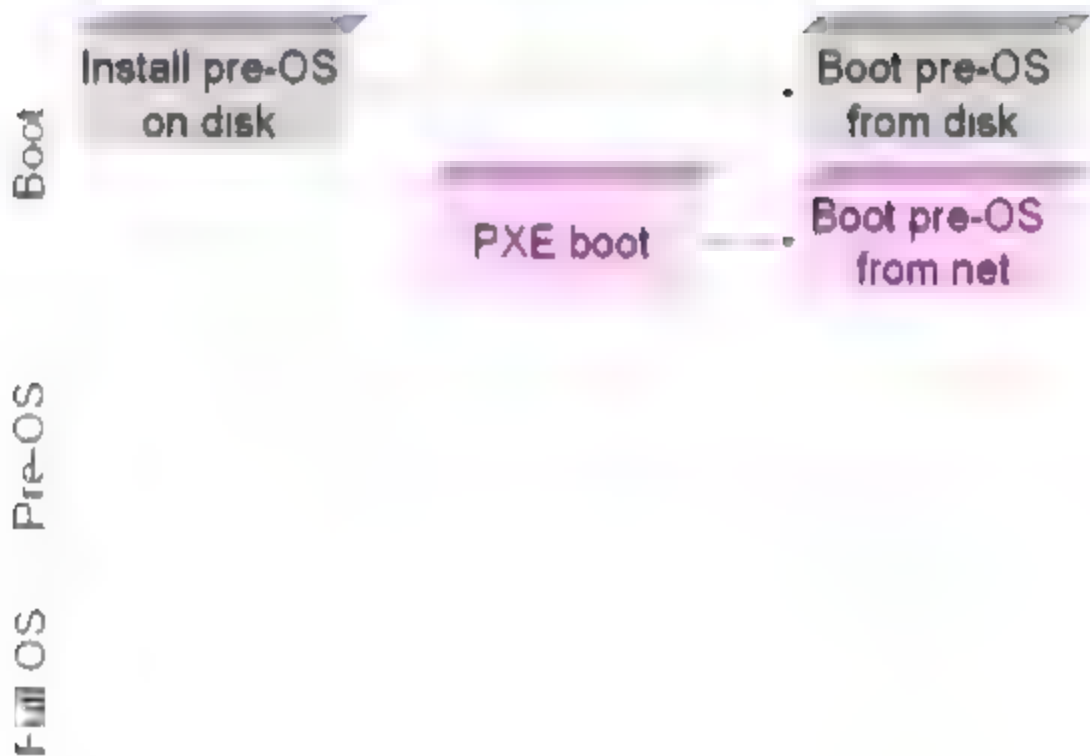 Install pre-OS
on disk
Boot pre-OS
from disk
Boot
PXE boot
Boot pre-OS
from net
Pre-OS
Full OS